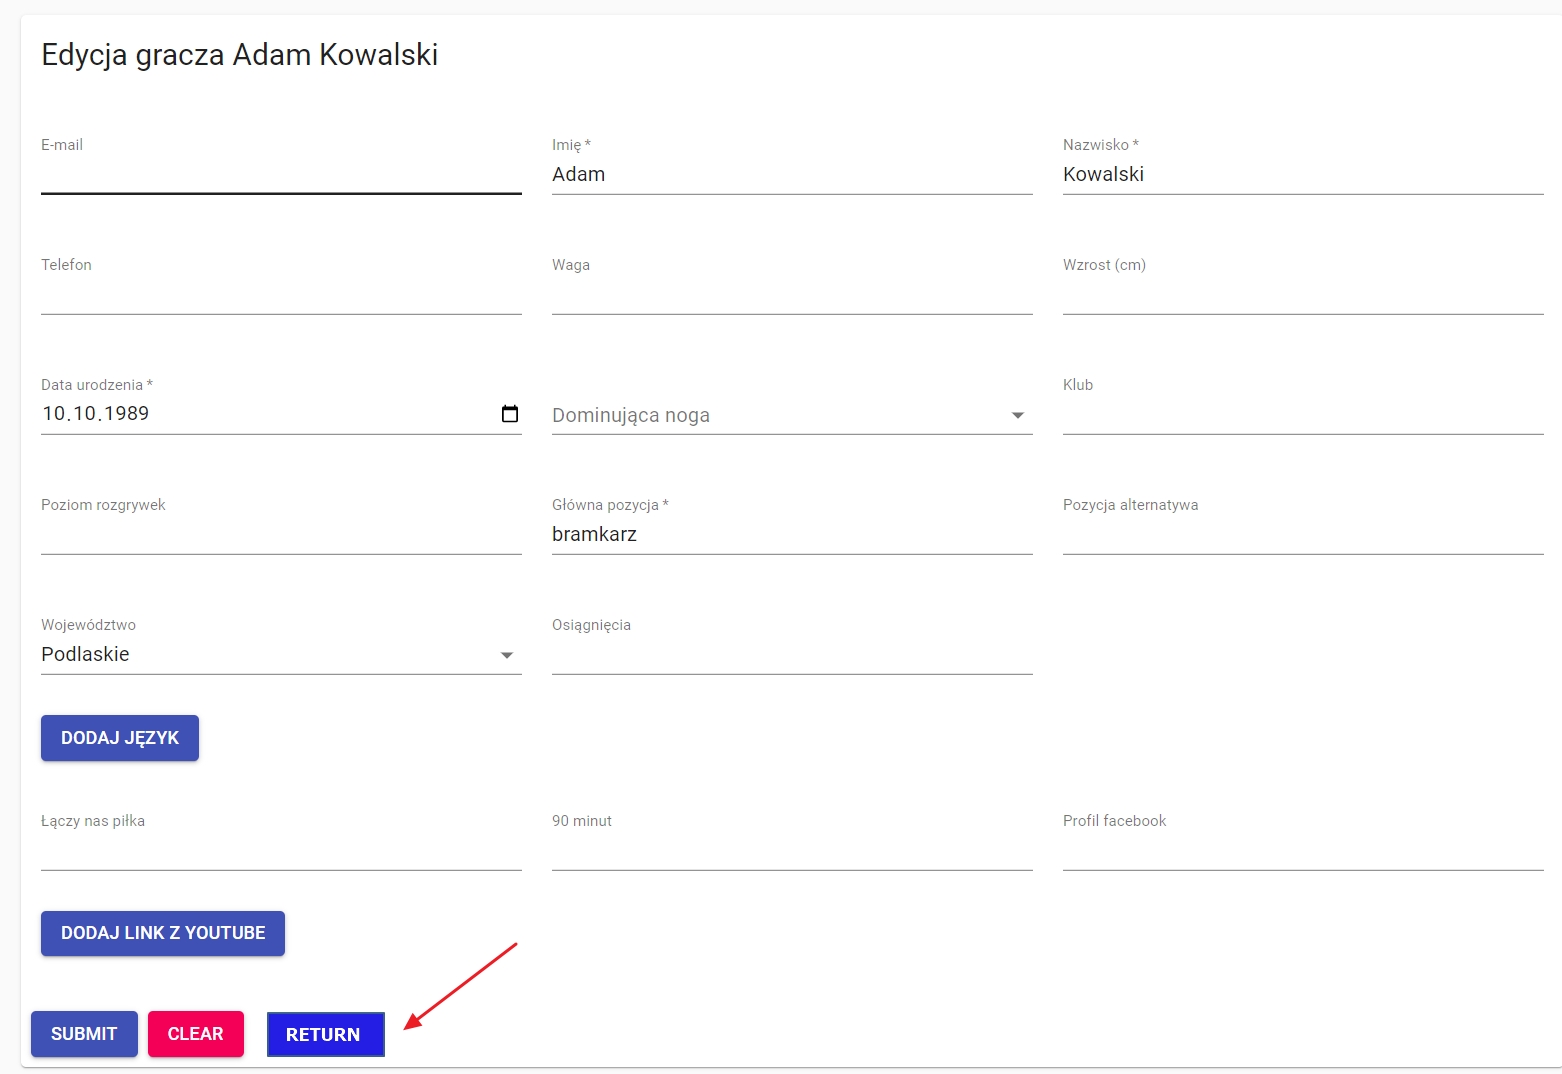 Edycja gracza Adam Kowalski
E-mail
Imię *
Nazwisko *
Adam
Kowalski
Telefon
Waga
Wzrost (cm)
Data urodzenia *
Klub
10.10.1989
Dominująca noga
Poziom rozgrywek
Główna pozycja *
Pozycja alternatywa
bramkarz
Województwo
Osiągnięcia
Podlaskie
DODAJ JĘZYK
Łączy nas piłka
90 minut
Profil facebook
DODAJ LINK Z YOUTUBE
SUBMIT
CLEAR
RETURN